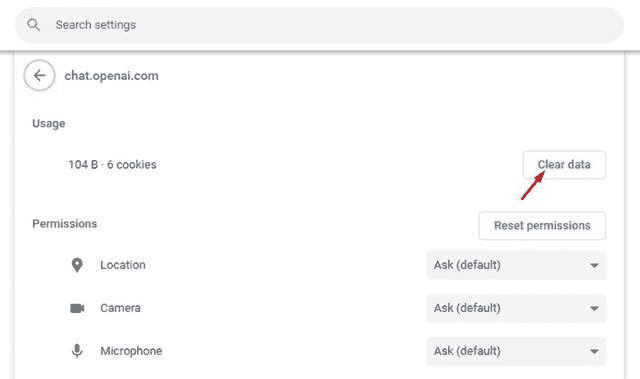 Search settings
chat.openai.com
Usage
104 B · 6 cookies
Clear data
Permissions
Reset permissions
Location
Ask (default)
Camera
Ask (default)
Microphone
Ask (default)